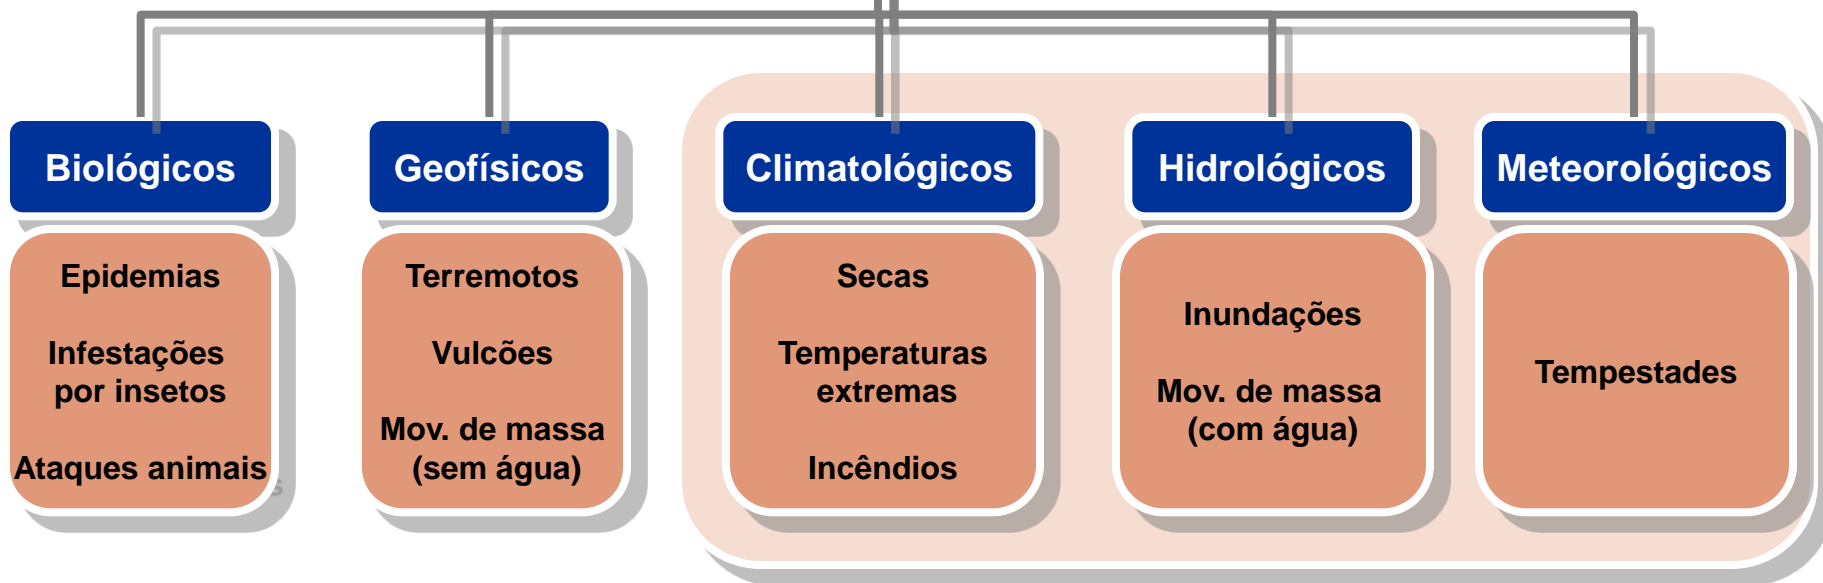 Biológicos
Geofísicos
Climatológicos
Hidrológicos
Meteorológicos
Epidemias
Infestações
por insetos
Ataques animais
Terremotos
Vulcões
Mov. de massa
(sem água)
Secas
Temperaturas
extremas
Incêndios
Inundações
Mov. de massa
(com água)
Tempestades